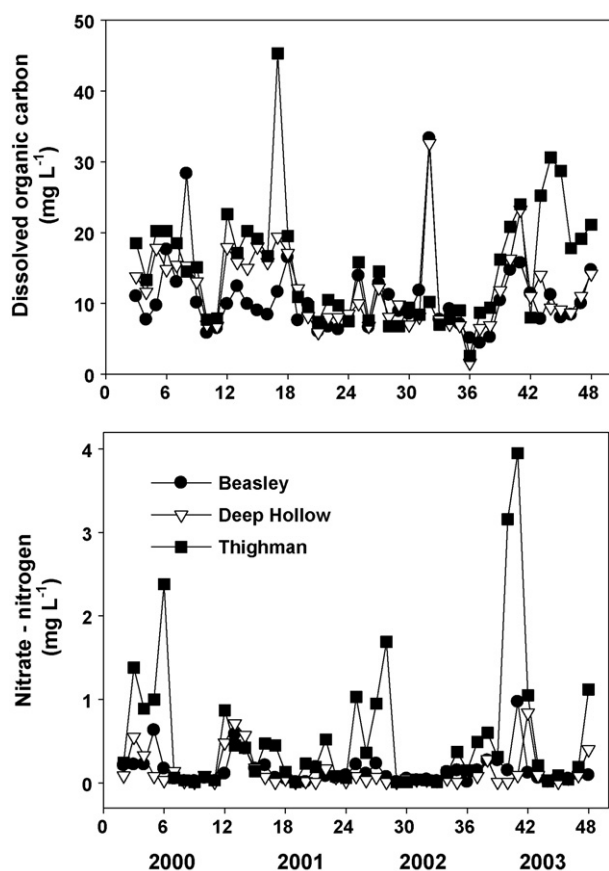 50
40
30
20
10
0
Dissolved organic carbon
(mg L⁻¹)
0 6 12 18 24 30 36 42 48
4
3
2
1
0
Nitrate - nitrogen
(mg L⁻¹)
Beasley
Deep Hollow
Thighman
0 6 12 18 24 30 36 42 48
2000 2001 2002 2003